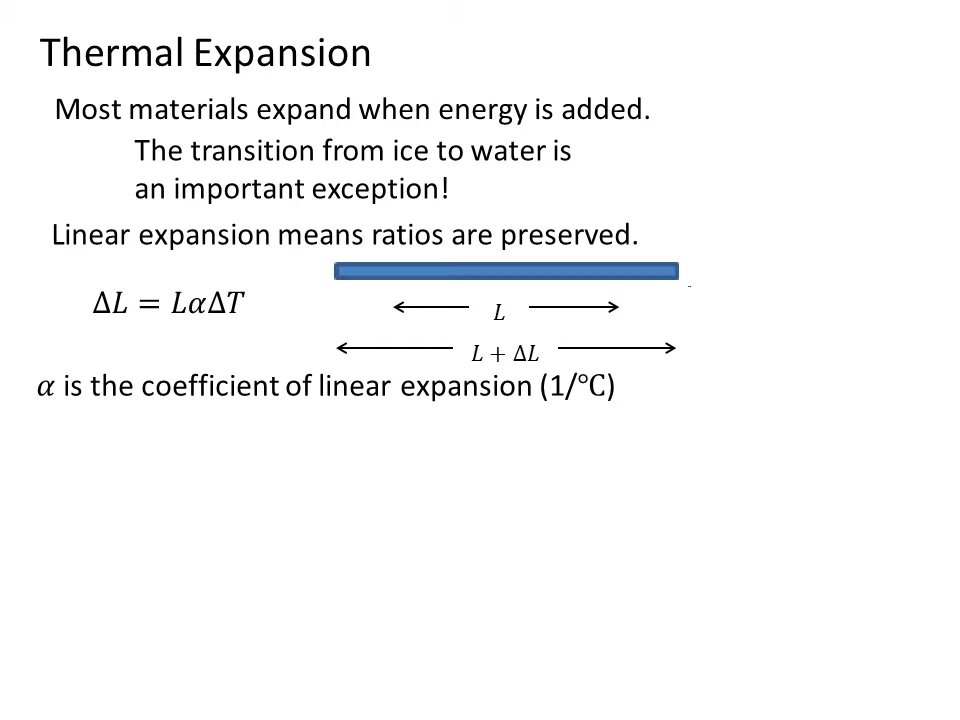 Thermal Expansion
Most materials expand when energy is added.
The transition from ice to water is
an important exception!
Linear expansion means ratios are preserved.
Δ𝐿 = 𝐿𝛼Δ𝑇
𝐿
𝐿 + Δ𝐿
𝛼 is the coefficient of linear expansion (1/℃)